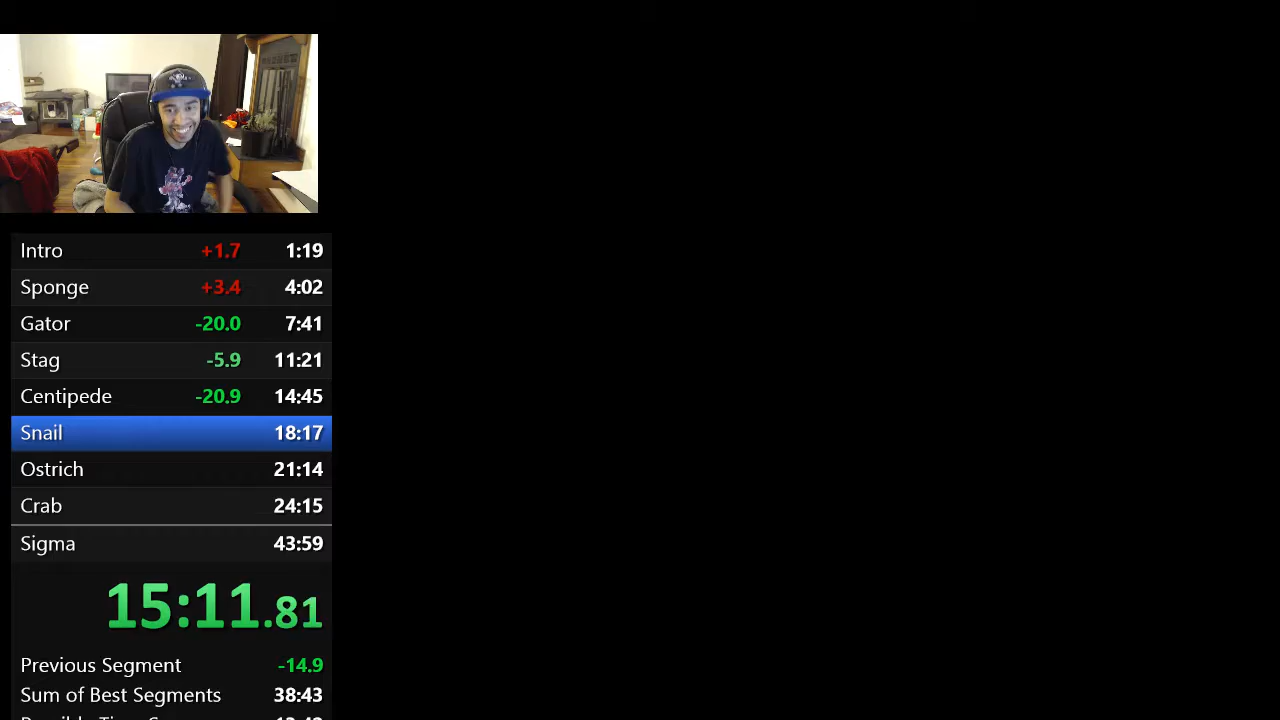 Intro +1.7 1:19
Sponge +3.4 4:02
Gator -20.0 7:41
Stag -5.9 11:21
Centipede -20.9 14:45
Snail 18:17
Ostrich 21:14
Crab 24:15
Sigma 43:59
15:11.81
Previous Segment -14.9
Sum of Best Segments 38:43